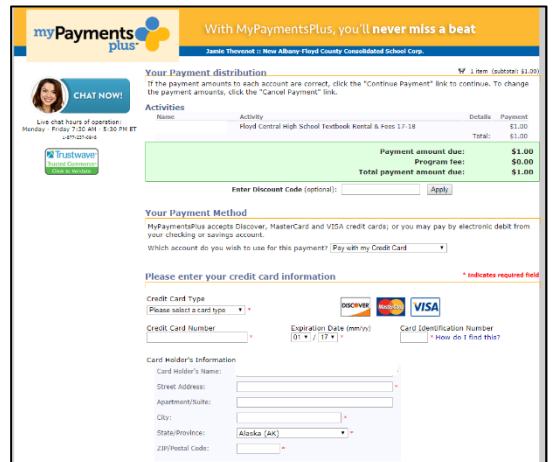 myPayments plus
With MyPaymentsPlus, you'll never miss a beat
Jamie Thevenot :: New Albany-Floyd County Consolidated School Corp.
CHAT NOW!
Live chat hours of operation:
Monday - Friday 7:30 AM - 5:30 PM ET
Trustwave
Trusted Commerce
Click to Validate
Your Payment distribution
1 item (subtotal: $1.00)
If the payment amounts to each account are correct, click the "Continue Payment" link to continue. To change
the payment amounts, click the "Cancel Payment" link.
Activities
Name Activity Details Payment
Floyd Central High School Textbook Rental & Fees 17-18 $1.00
Total: $1.00
Payment amount due: $1.00
Program fee: $0.00
Total payment amount due: $1.00
Enter Discount Code (optional): Apply
Your Payment Method
MyPaymentsPlus accepts Discover, MasterCard and VISA credit cards; or you may pay by electronic debit from
your checking or savings account.
Which account do you wish to use for this payment? Pay with my Credit Card
Please enter your credit card information
* Indicates required field
Credit Card Type
Please select a card type *
DISCOVER MasterCard VISA
Credit Card Number Expiration Date (mm/yy) Card Identification Number
* 01 / 17 * * How do I find this?
Card Holder's Information
Card Holder's Name: *
Street Address: *
Apartment/Suite:
City: *
State/Province: Alaska (AK) *
ZIP/Postal Code: *